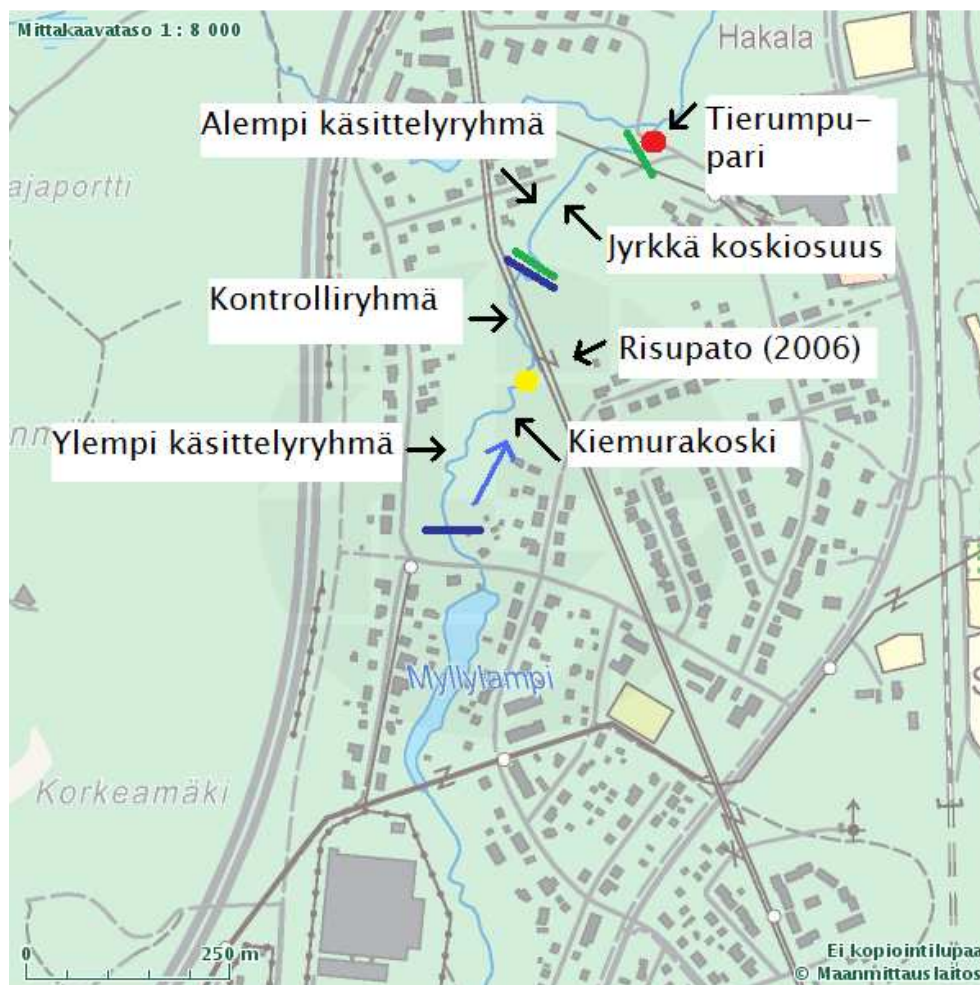 Mittakaavataso 1 : 8 000
Hakala
Alempi käsittelyryhmä
Tierumpu-
pari
ajaportti
Jyrkkä koskiosuus
Kontrolliryhmä
Risupato (2006)
Ylempi käsittelyryhmä
Kiemurakoski
Myllylampi
Korkeamäki
0
250 m
Ei kopiointilupaa
© Maanmittauslaitos